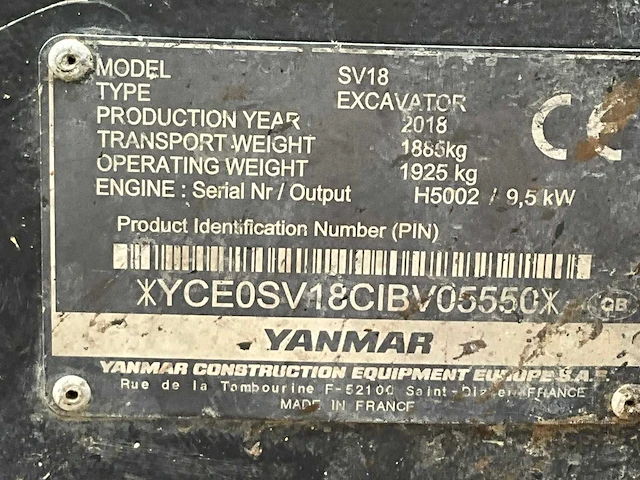 MODEL SV18
TYPE EXCAVATOR
PRODUCTION YEAR 2018
TRANSPORT WEIGHT 1885kg
OPERATING WEIGHT 1925 kg
ENGINE : Serial Nr / Output H5002 / 9,5 kW
CE
Product Identification Number (PIN)
*YCE0SV18CIBV05550*
GB
YANMAR
YANMAR CONSTRUCTION EQUIPMENT EUROPE S.A.S
Rue de la Tambourine F-52100 Saint-Dizier-FRANCE
MADE IN FRANCE